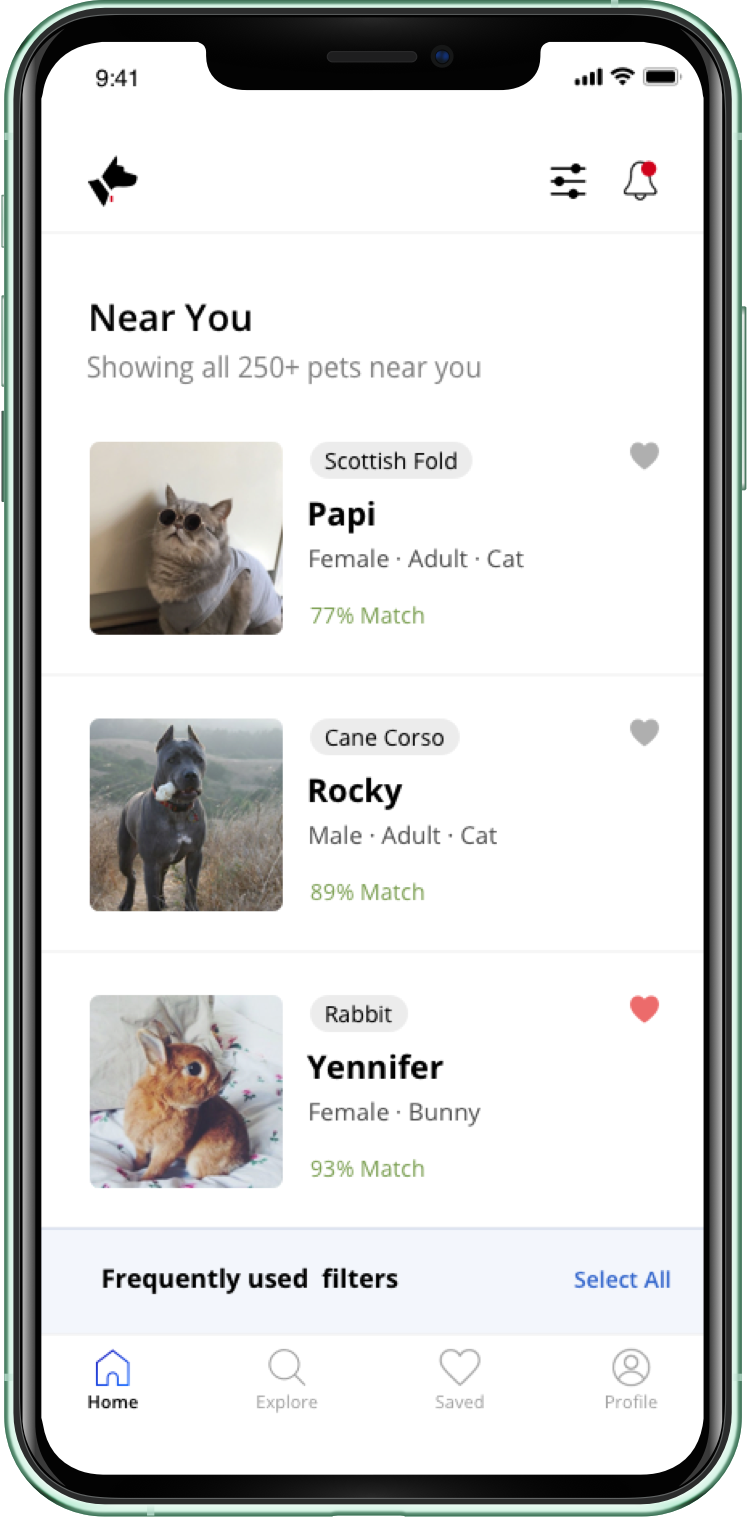 9:41
Near You
Showing all 250+ pets near you
Scottish Fold
Papi
Female · Adult · Cat
77% Match
Cane Corso
Rocky
Male · Adult · Cat
89% Match
Rabbit
Yennifer
Female · Bunny
93% Match
Frequently used filters Select All
Home Explore Saved Profile